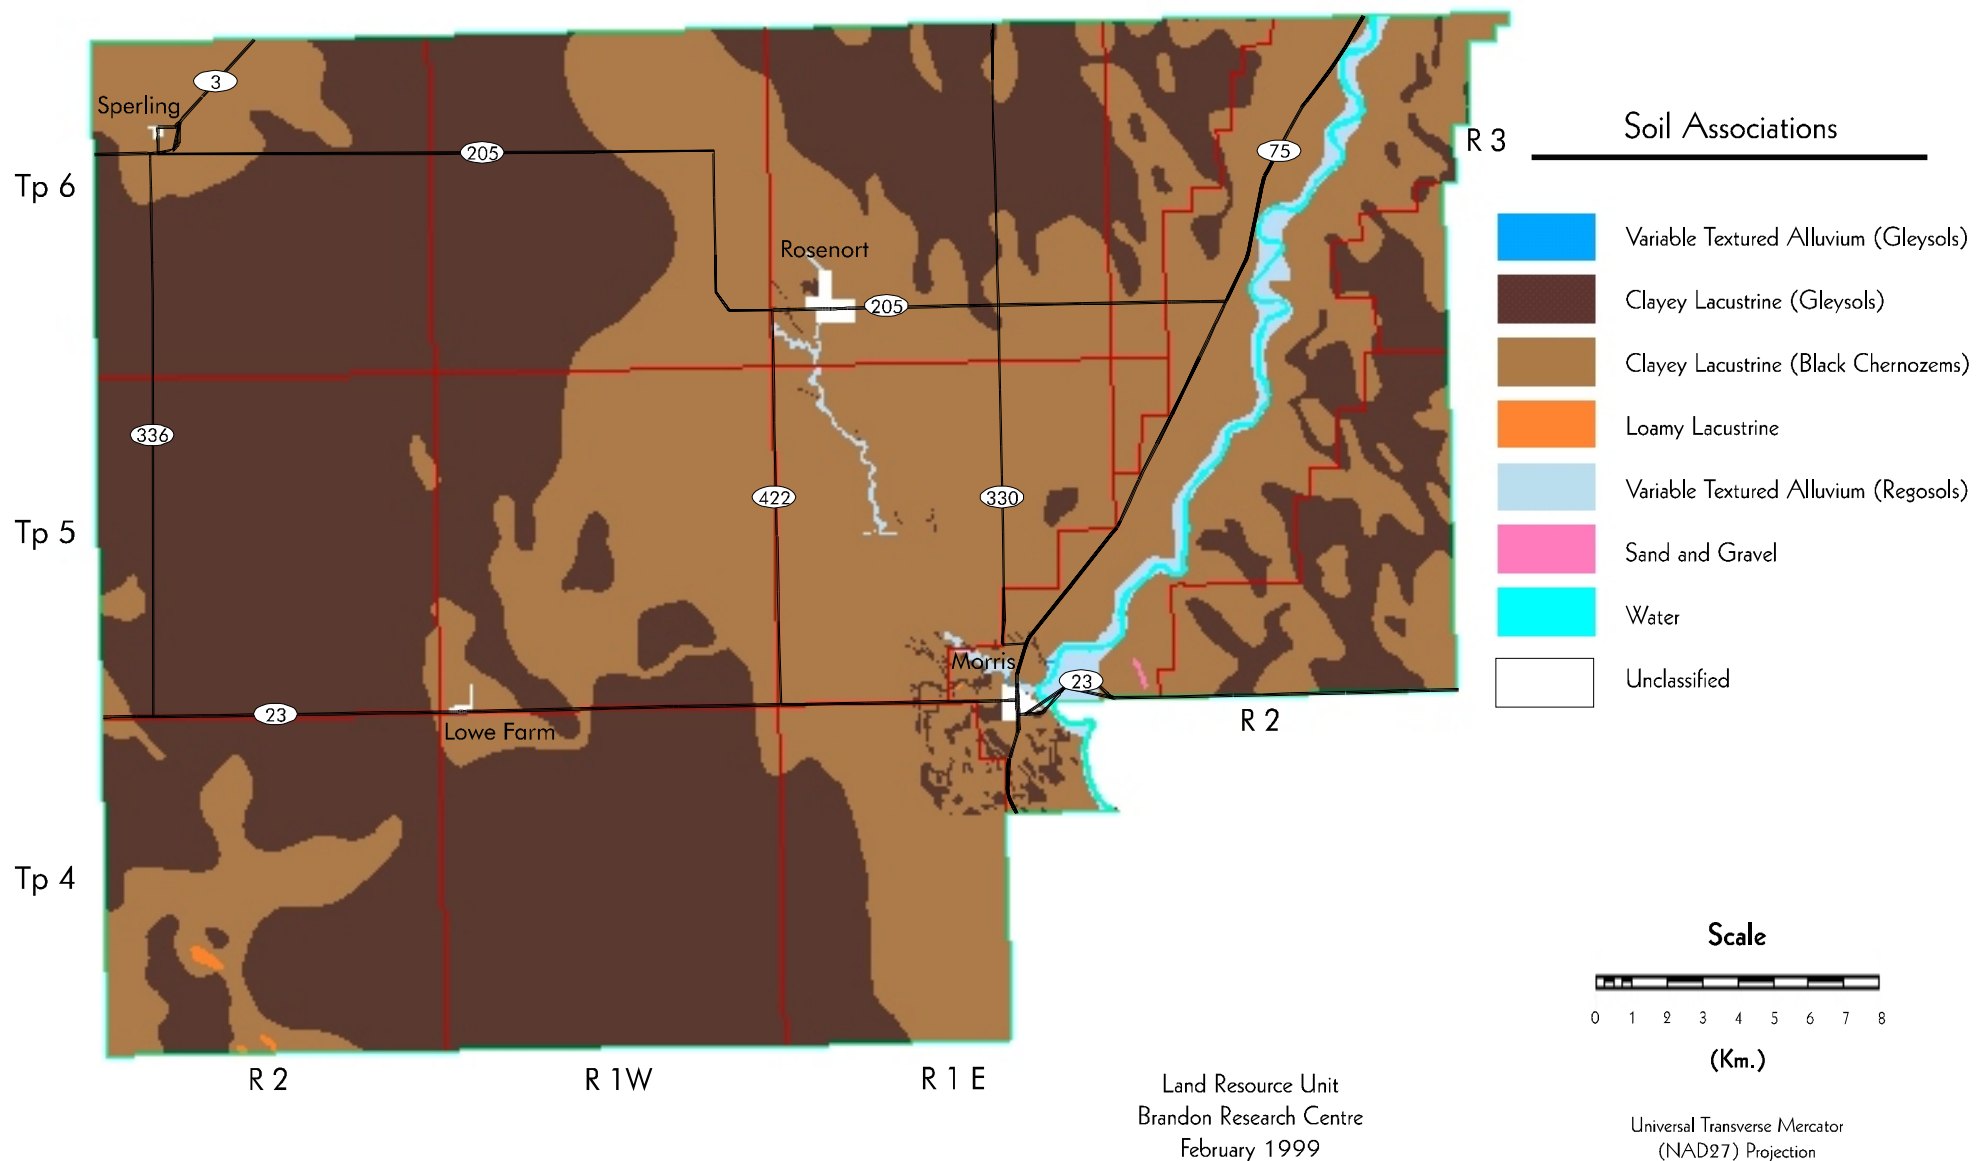 3
Sperling
205
75
R 3
Tp 6
Rosenort
205
336
422
330
Tp 5
Morris
23
23
Lowe Farm
R 2
Tp 4
R 2
R 1W
R 1 E
Soil Associations
Variable Textured Alluvium (Gleysols)
Clayey Lacustrine (Gleysols)
Clayey Lacustrine (Black Chernozems)
Loamy Lacustrine
Variable Textured Alluvium (Regosols)
Sand and Gravel
Water
Unclassified
Scale
0 1 2 3 4 5 6 7 8
(Km.)
Land Resource Unit
Brandon Research Centre
February 1999
Universal Transverse Mercator
(NAD27) Projection